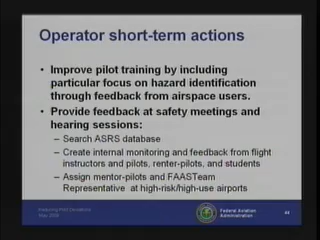 Operator short-term actions
• Improve pilot training by including
particular focus on hazard identification
through feedback from airspace users.
• Provide feedback at safety meetings and
hearing sessions:
– Search ASRS database
– Create internal monitoring and feedback from flight
instructors and pilots, renter-pilots, and students
– Assign mentor-pilots and FAASTeam
Representative at high-risk/high-use airports
Federal Aviation
Administration